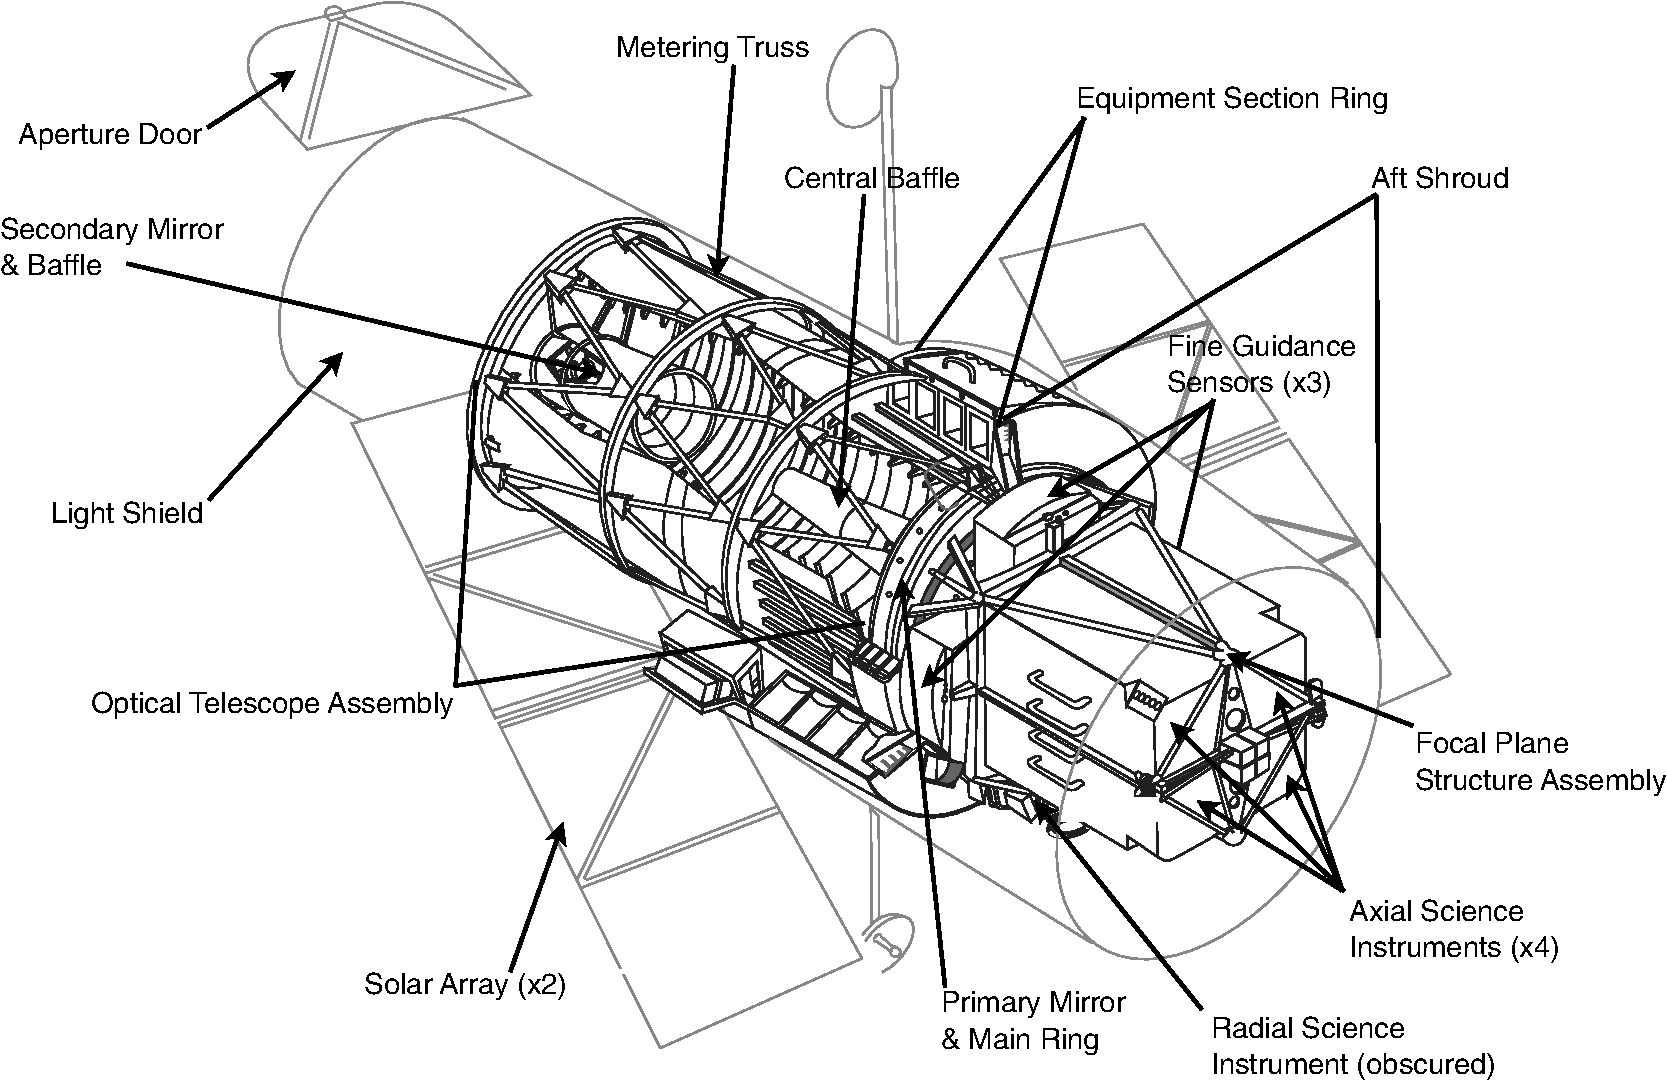 Metering Truss
Equipment Section Ring
Aperture Door
Central Baffle
Aft Shroud
Secondary Mirror
& Baffle
Fine Guidance
Sensors (x3)
Light Shield
Optical Telescope Assembly
Focal Plane
Structure Assembly
Axial Science
Instruments (x4)
Solar Array (x2)
Primary Mirror
& Main Ring
Radial Science
Instrument (obscured)